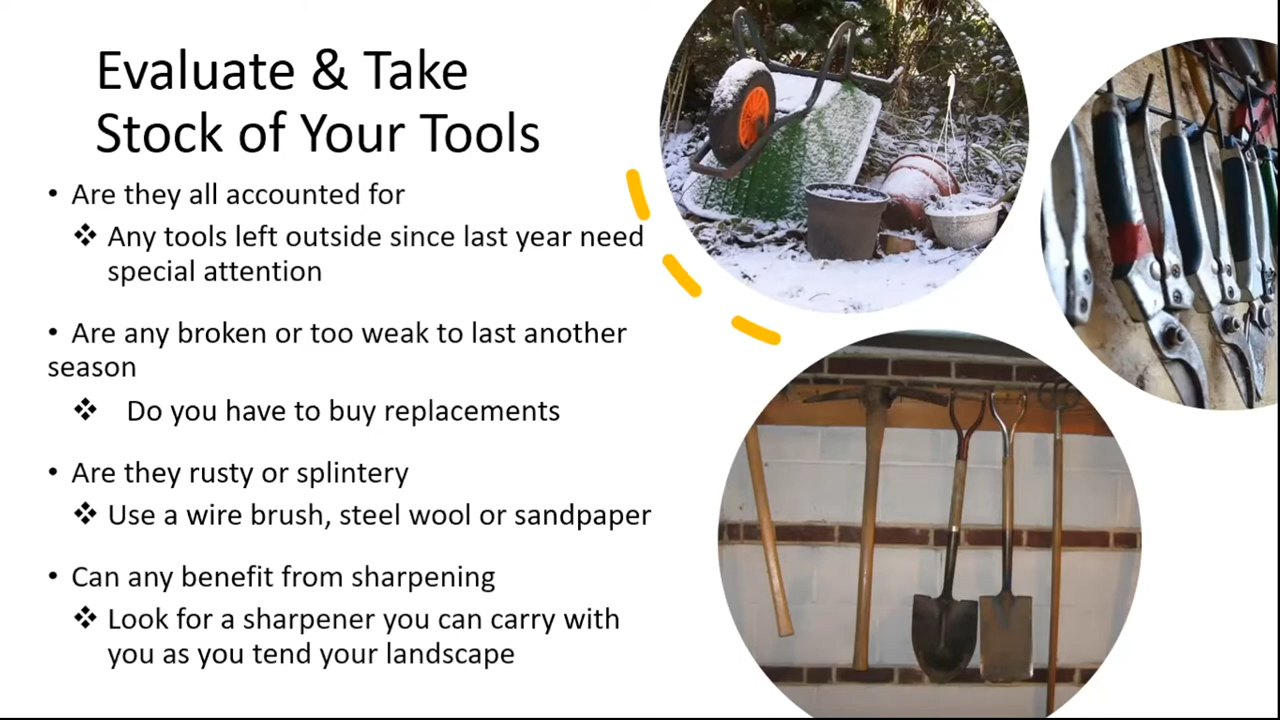 Evaluate & Take
Stock of Your Tools
• Are they all accounted for
❖ Any tools left outside since last year need
special attention
• Are any broken or too weak to last another
season
❖ Do you have to buy replacements
• Are they rusty or splintery
❖ Use a wire brush, steel wool or sandpaper
• Can any benefit from sharpening
❖ Look for a sharpener you can carry with
you as you tend your landscape